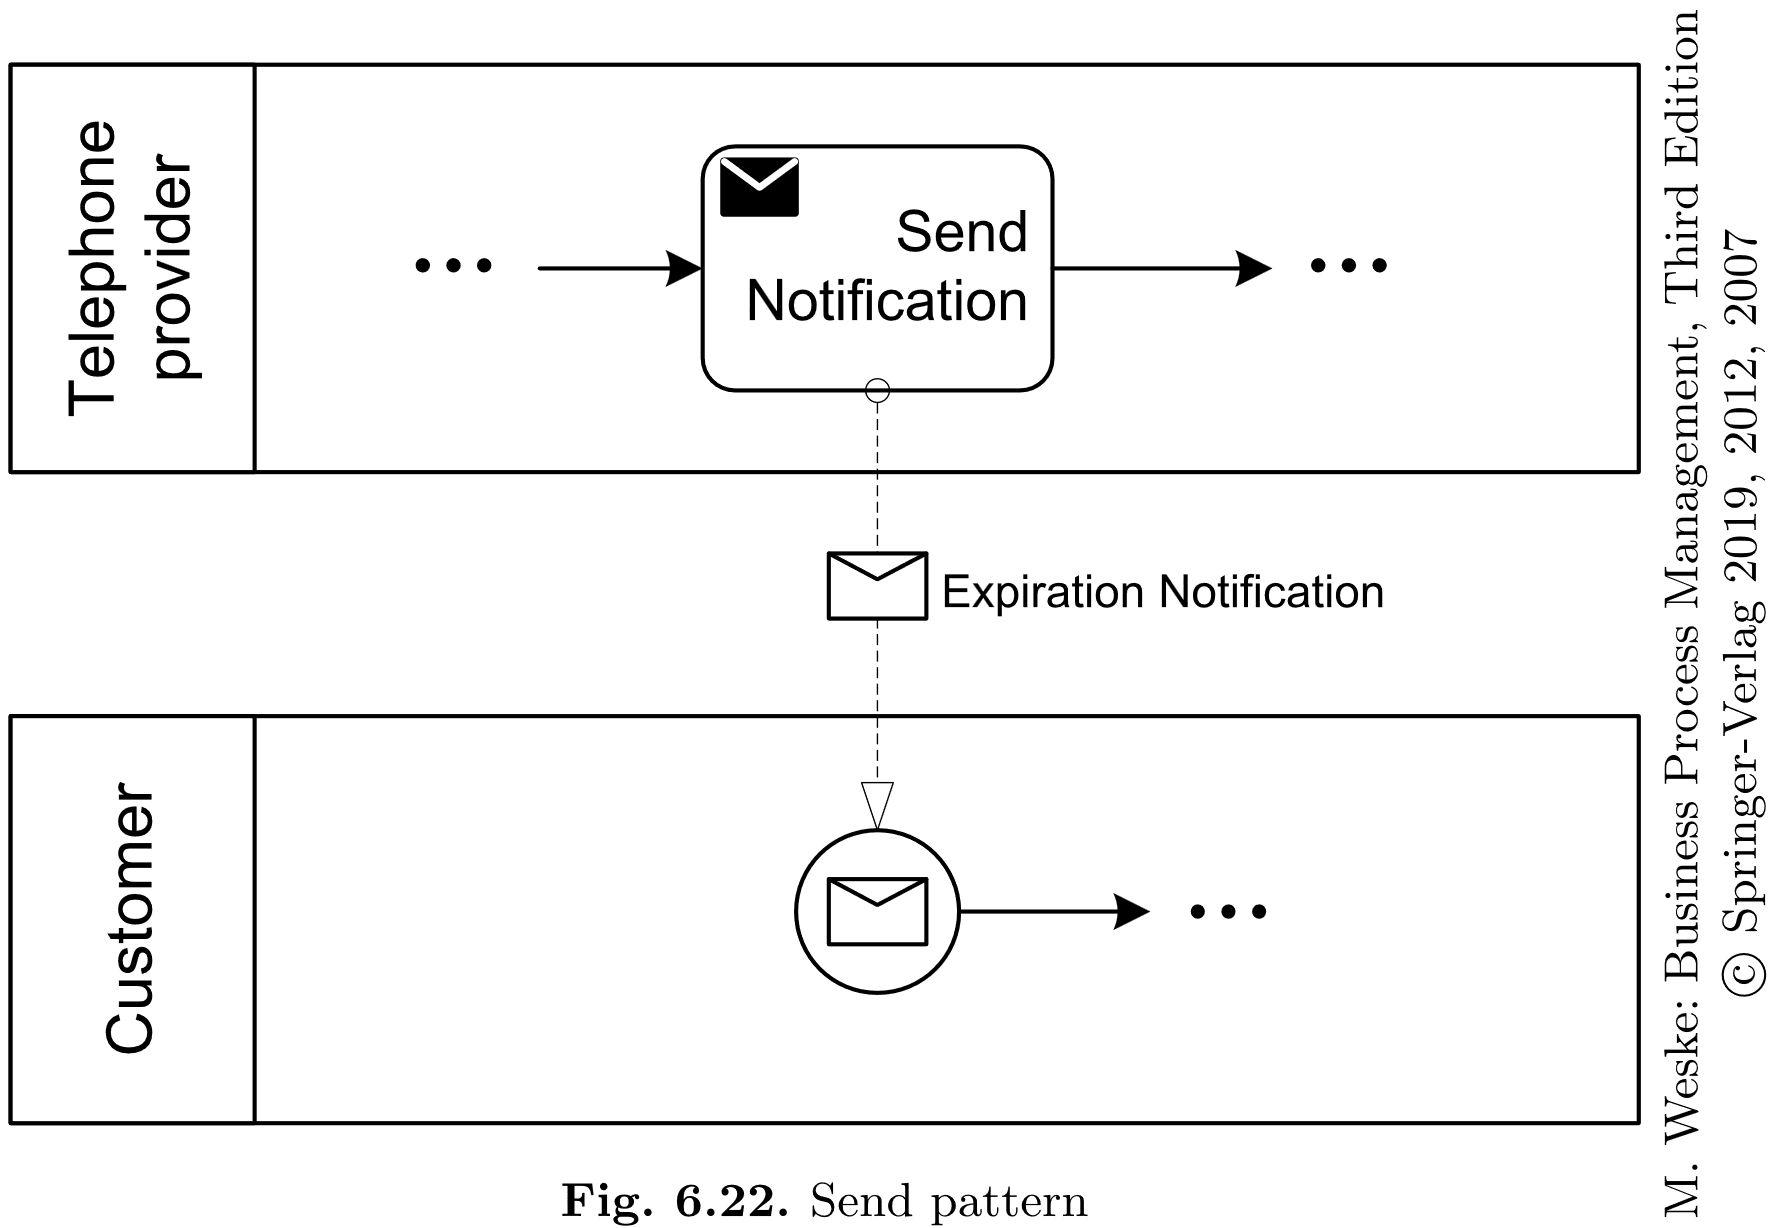 Telephone
provider
• • •
Send
Notification
• • •
Expiration Notification
Customer
• • •
Fig. 6.22. Send pattern
M. Weske: Business Process Management, Third Edition
© Springer-Verlag 2019, 2012, 2007